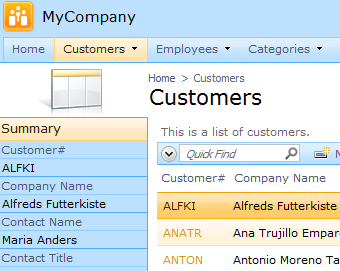 MyCompany
Home Customers Employees Categories
Home > Customers
Customers
Summary
Customer#
ALFKI
Company Name
Alfreds Futterkiste
Contact Name
Maria Anders
Contact Title
This is a list of customers.
Quick Find
Customer# Company Name
ALFKI Alfreds Futterkiste
ANATR Ana Trujillo Empar
ANTON Antonio Moreno Ta